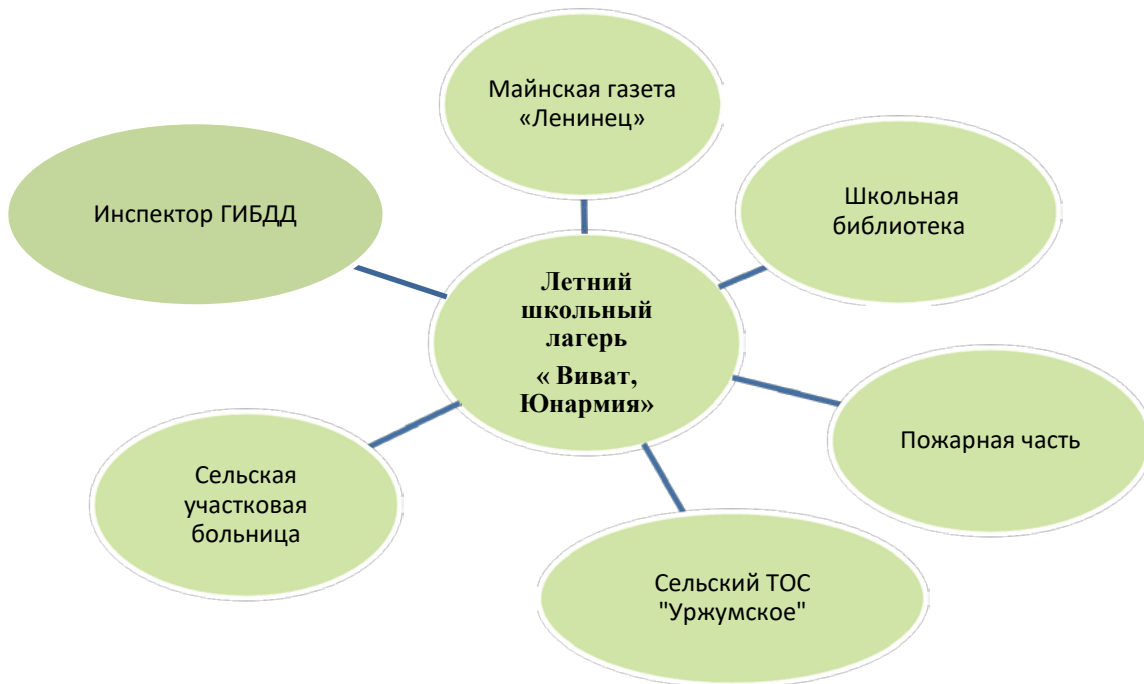 Майнская газета
«Ленинец»
Инспектор ГИБДД
Школьная
библиотека
Летний
школьный
лагерь
« Виват,
Юнармия»
Пожарная часть
Сельская
участковая
больница
Сельский ТОС
"Уржумское"